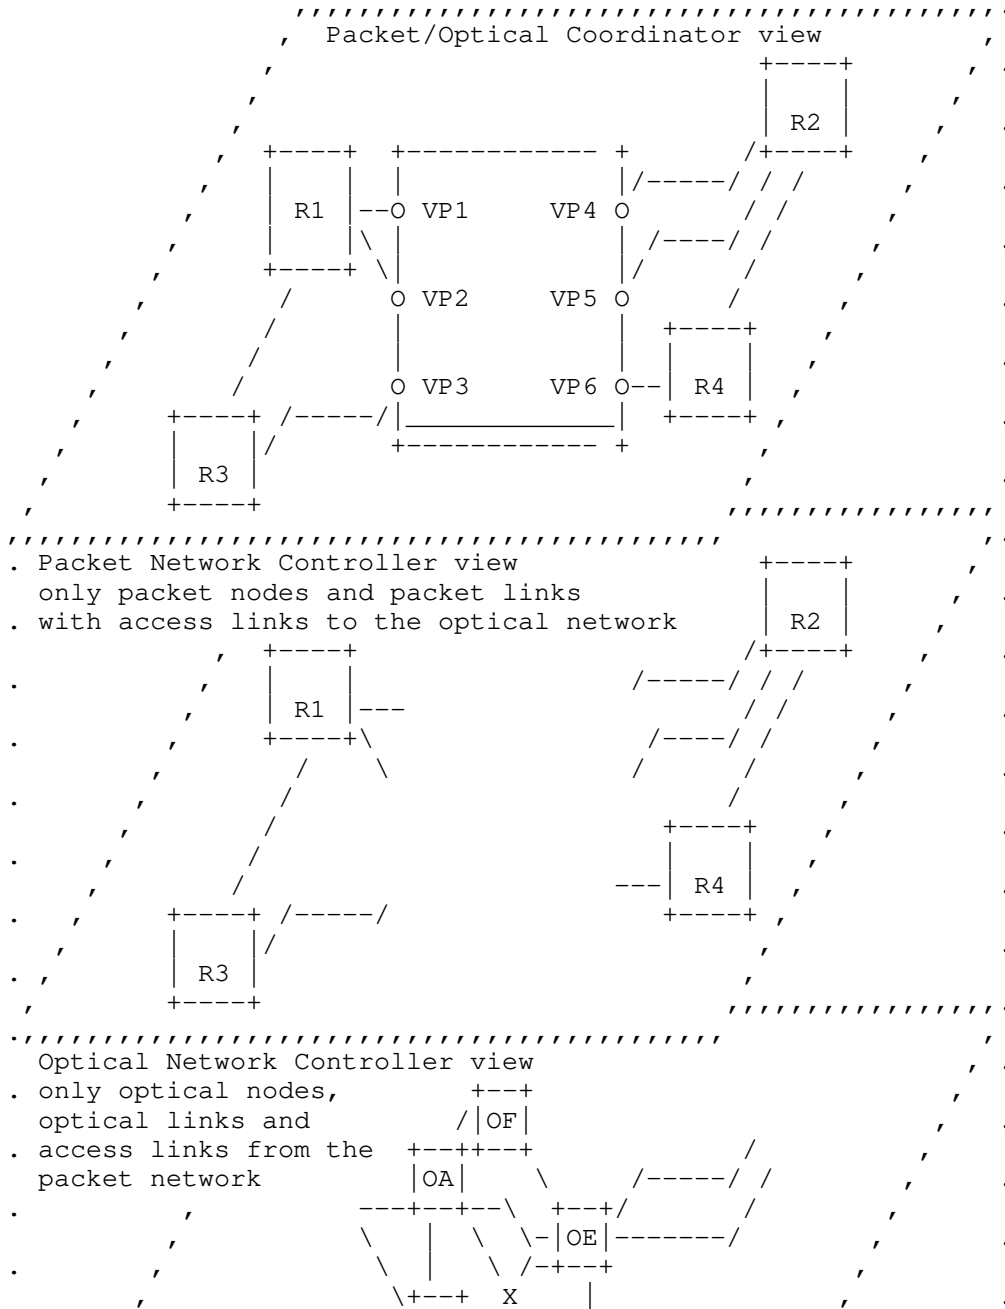 Packet/Optical Coordinator view
R2
R1 VP1 VP4
VP2 VP5
VP3 VP6 R4
R3
Packet Network Controller view
only packet nodes and packet links
with access links to the optical network R2
R1
R4
R3
Optical Network Controller view
only optical nodes,
optical links and OF
access links from the
packet network OA
OE
X